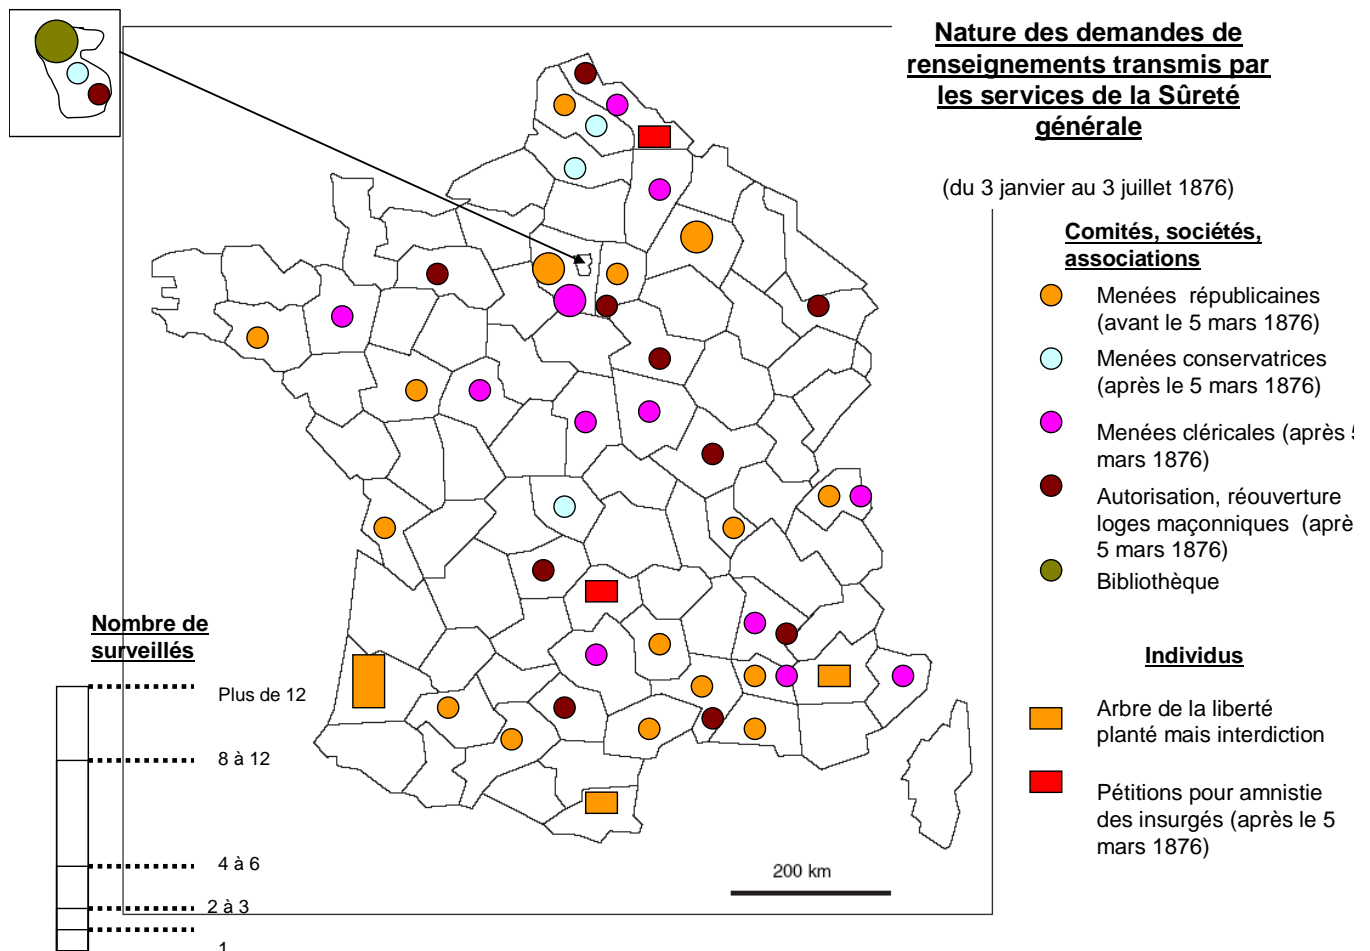 Nature des demandes de
renseignements transmis par
les services de la Sûreté
générale
(du 3 janvier au 3 juillet 1876)
Comités, sociétés,
associations
Menées républicaines
(avant le 5 mars 1876)
Menées conservatrices
(après le 5 mars 1876)
Menées cléricales (après 5
mars 1876)
Autorisation, réouverture
loges maçonniques (aprè
5 mars 1876)
Bibliothèque
Individus
Arbre de la liberté
planté mais interdiction
Pétitions pour amnistie
des insurgés (après le 5
mars 1876)
Nombre de
surveillés
Plus de 12
8 à 12
4 à 6
2 à 3
1
200 km